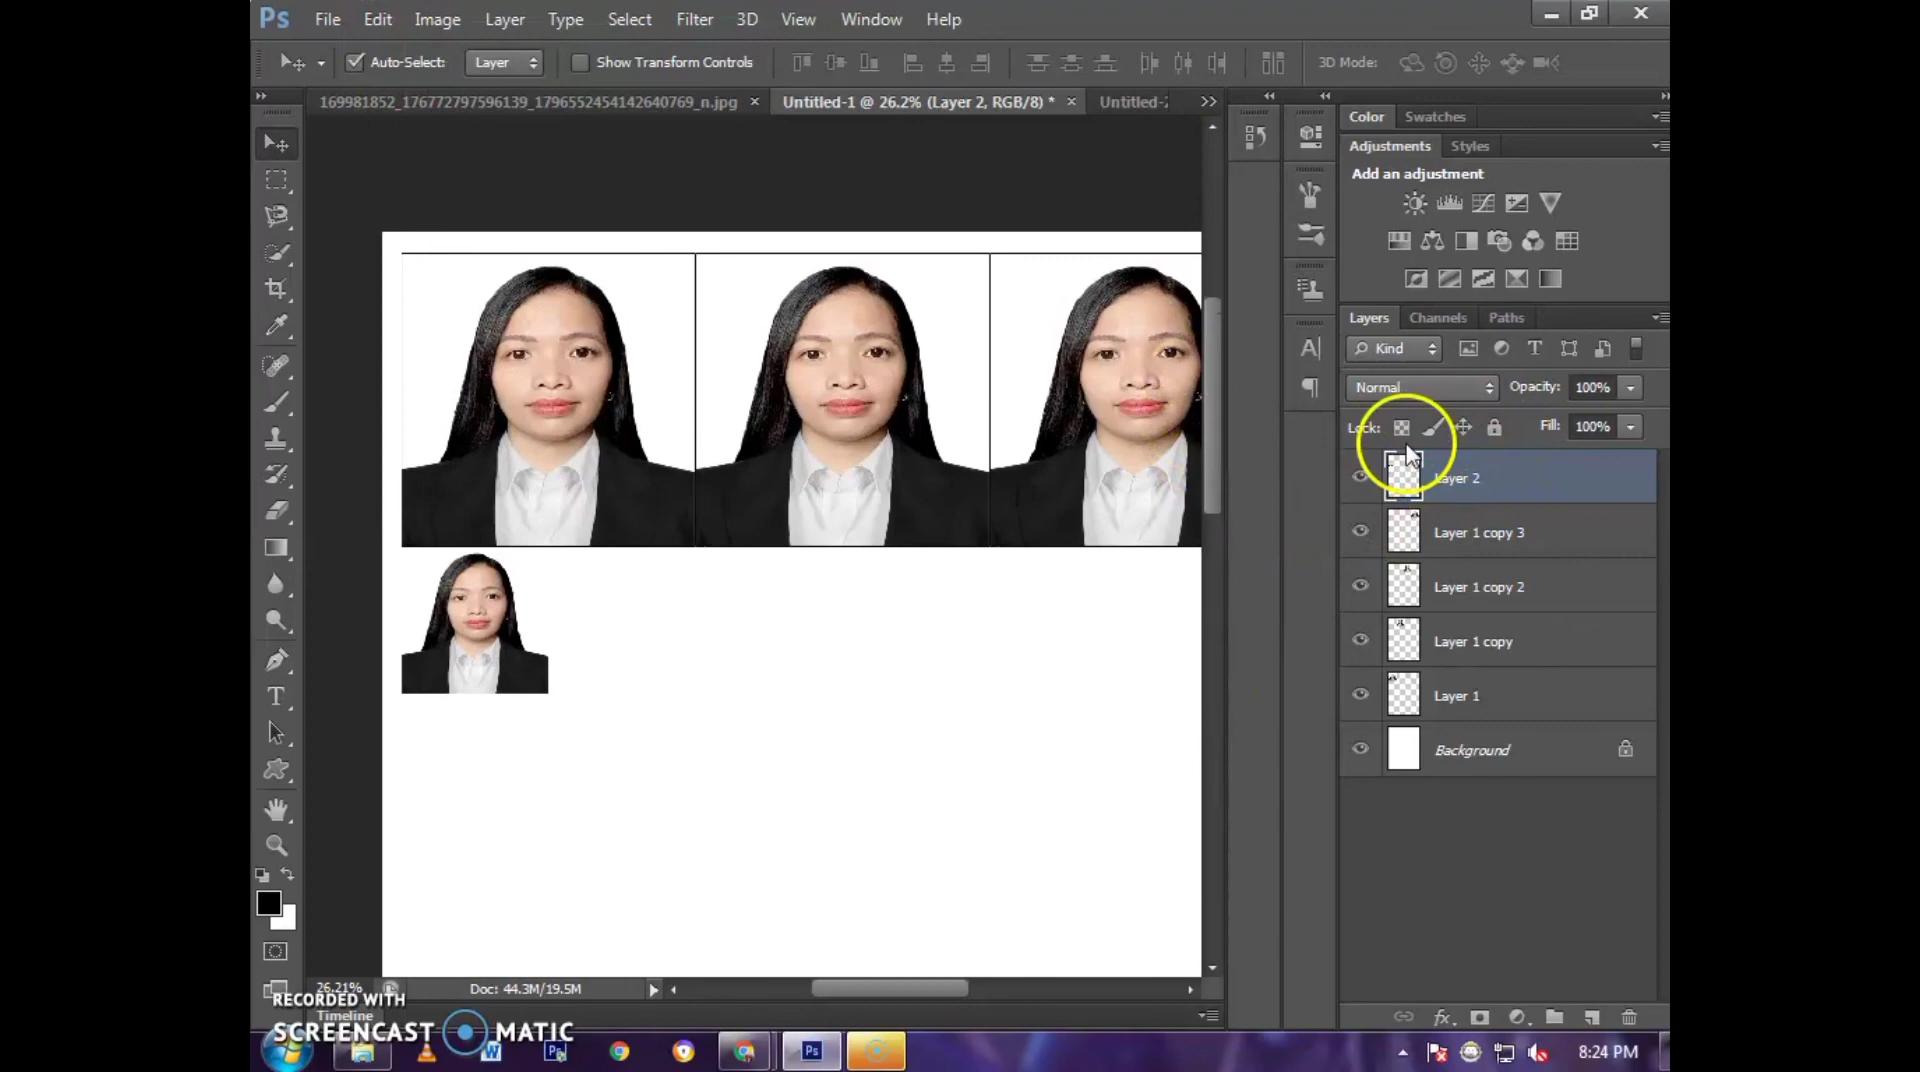 Ps File Edit Image Layer Type Select Filter 3D View Window Help
Auto-Select: Layer Show Transform Controls 3D Mode:
169981852_176772797596139_1796552454142640769_n.jpg × Untitled-1 @ 26.2% (Layer 2, RGB/8) * × Untitled-
Color Swatches
Adjustments Styles
Add an adjustment
Layers Channels Paths
Kind
Normal Opacity: 100%
Lock: Fill: 100%
Layer 2
Layer 1 copy 3
Layer 1 copy 2
Layer 1 copy
Layer 1
Background
26.21% Doc: 44.3M/19.5M
Timeline
RECORDED WITH
SCREENCAST MATIC
8:24 PM